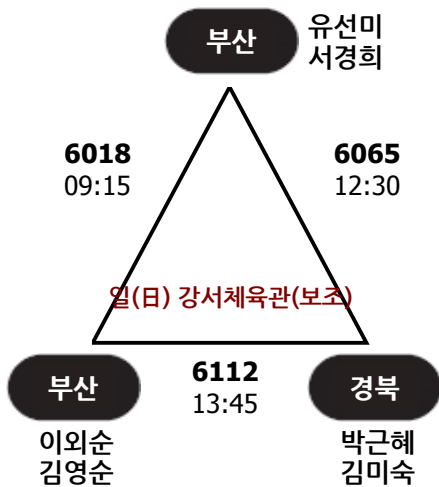 부산
유선미
서경희
6018
09:15
6065
12:30
일(日) 강서체육관(보조)
부산
6112
13:45
경북
이외순
김영순
박근혜
김미숙